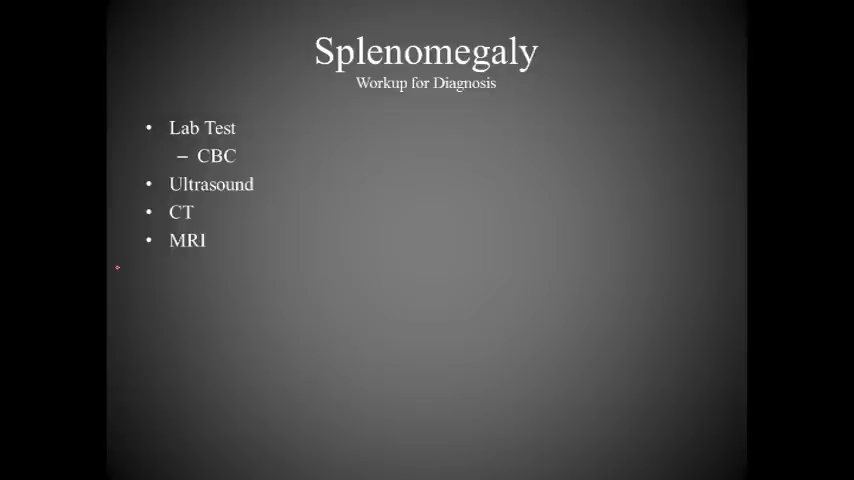 Splenomegaly
Workup for Diagnosis
• Lab Test
– CBC
• Ultrasound
• CT
• MRI